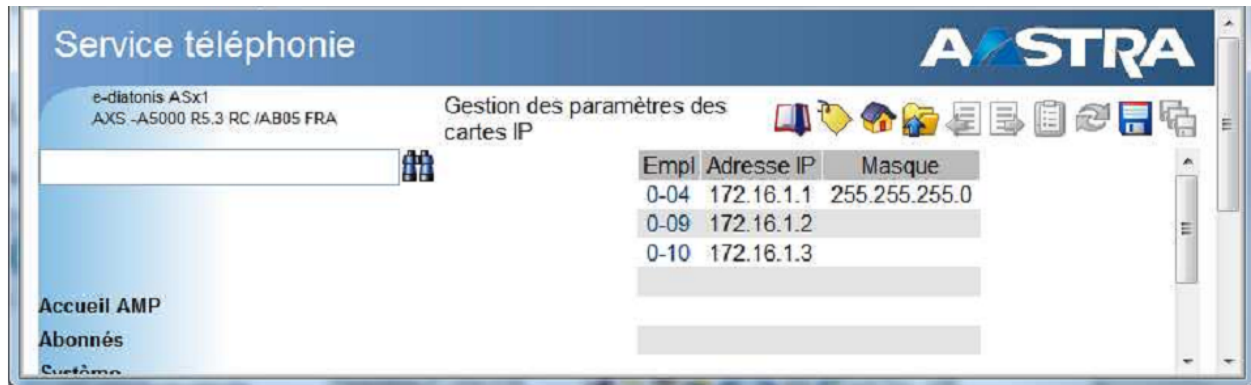 Service téléphonie
AASTRA
e-diatonis ASx1
AXS -A5000 R5.3 RC /AB05 FRA
Gestion des paramètres des
cartes IP
Empl Adresse IP Masque
0-04 172.16.1.1 255.255.255.0
0-09 172.16.1.2
0-10 172.16.1.3
Accueil AMP
Abonnés
Système